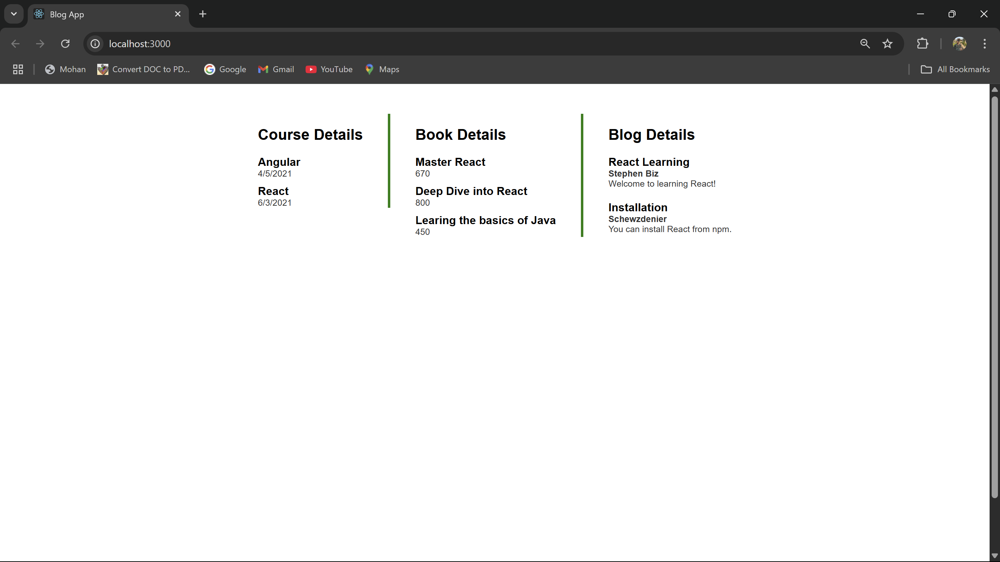 Blog App
localhost:3000
Mohan
Convert DOC to PD...
Google
Gmail
YouTube
Maps
All Bookmarks
Course Details
Angular
4/5/2021
React
6/3/2021
Book Details
Master React
670
Deep Dive into React
800
Learing the basics of Java
450
Blog Details
React Learning
Stephen Biz
Welcome to learning React!
Installation
Schewzdenier
You can install React from npm.